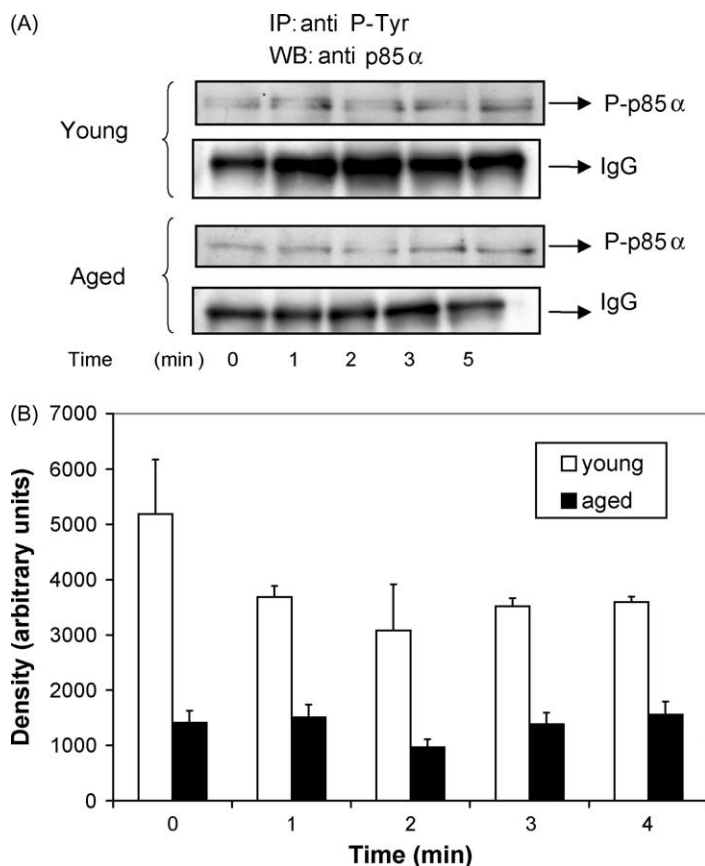 (A)
IP: anti P-Tyr
WB: anti p85α
Young
P-p85α
IgG
Aged
P-p85α
IgG
Time (min) 0 1 2 3 5
(B)
7000
6000
5000
4000
3000
2000
1000
0
Density (arbitrary units)
young
aged
0 1 2 3 4
Time (min)